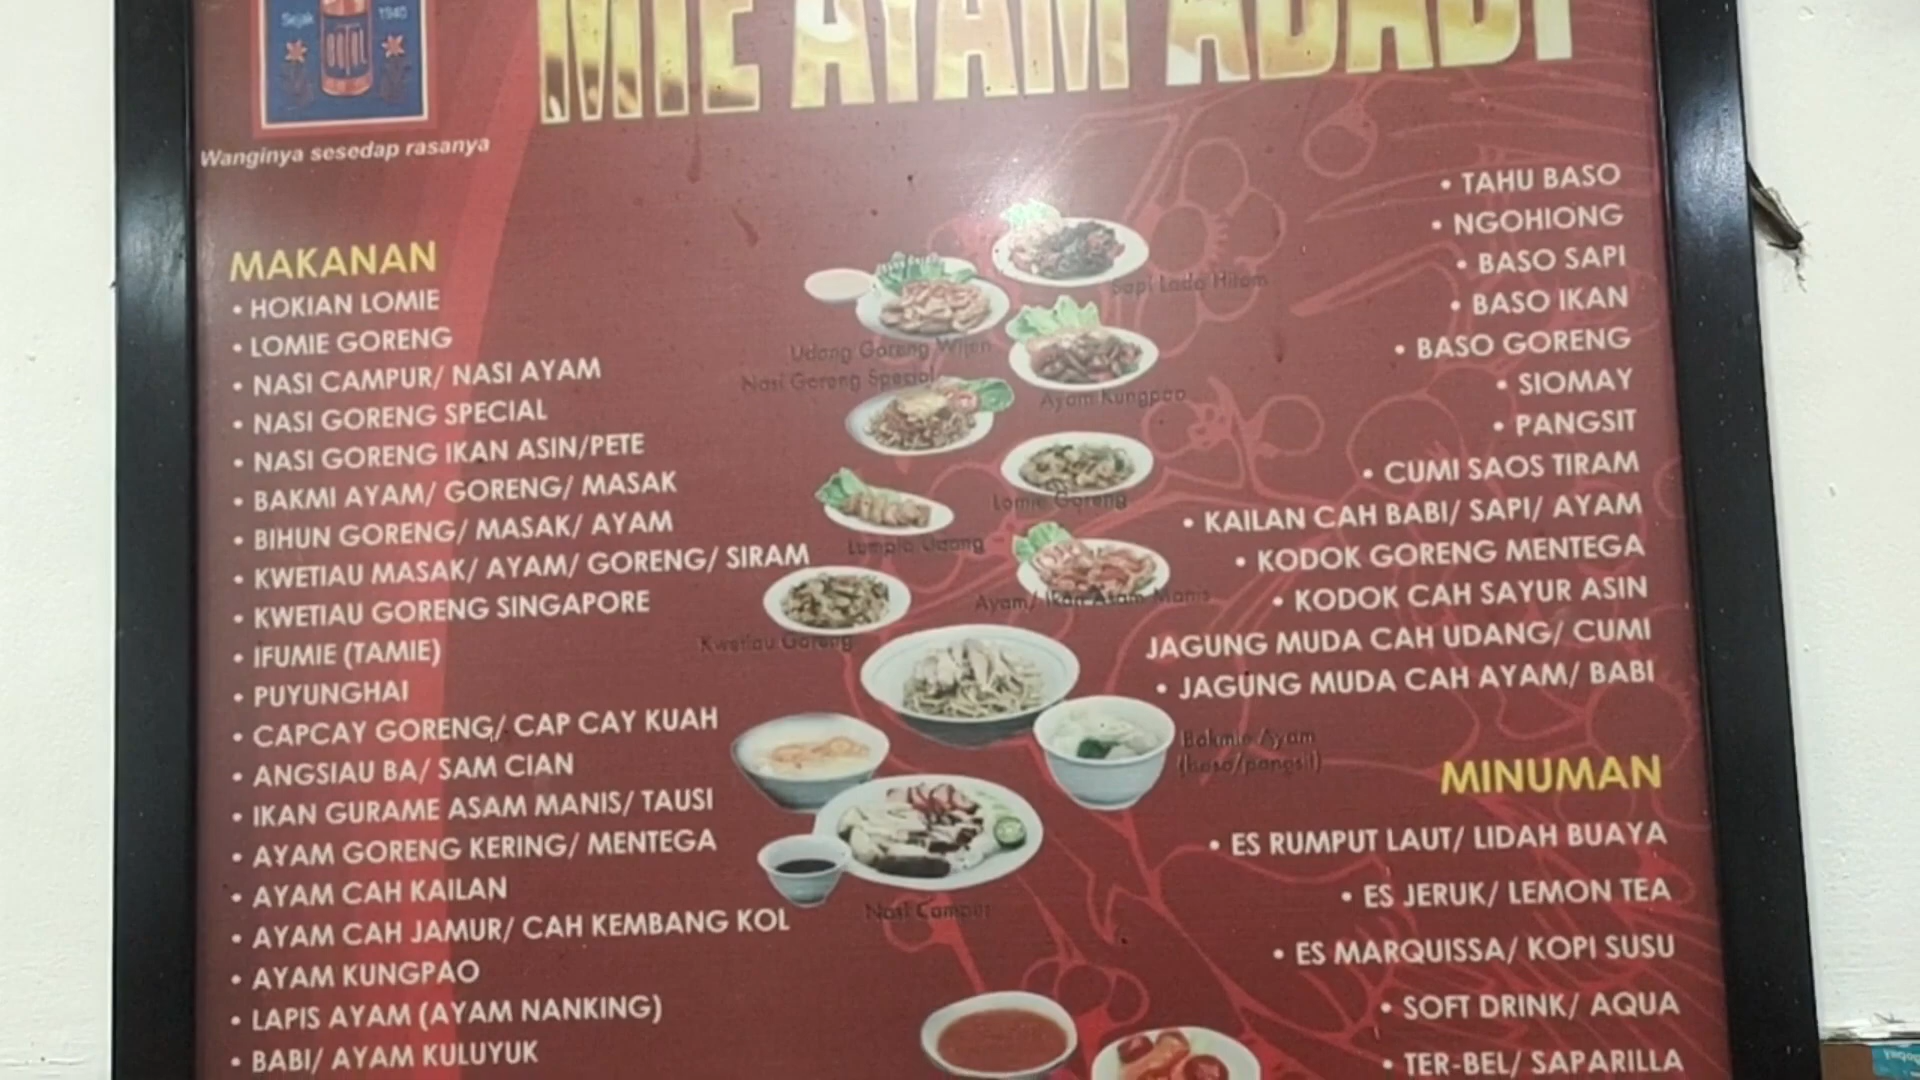 Sejak 1940
BOTOL
MIE AYAM ABADI
Wanginya sesedap rasanya
MAKANAN
• HOKIAN LOMIE
• LOMIE GORENG
• NASI CAMPUR/ NASI AYAM
• NASI GORENG SPECIAL
• NASI GORENG IKAN ASIN/PETE
• BAKMI AYAM/ GORENG/ MASAK
• BIHUN GORENG/ MASAK/ AYAM
• KWETIAU MASAK/ AYAM/ GORENG/ SIRAM
• KWETIAU GORENG SINGAPORE
• IFUMIE (TAMIE)
• PUYUNGHAI
• CAPCAY GORENG/ CAP CAY KUAH
• ANGSIAU BA/ SAM CIAN
• IKAN GURAME ASAM MANIS/ TAUSI
• AYAM GORENG KERING/ MENTEGA
• AYAM CAH KAILAN
• AYAM CAH JAMUR/ CAH KEMBANG KOL
• AYAM KUNGPAO
• LAPIS AYAM (AYAM NANKING)
• BABI/ AYAM KULUYUK
Sapi Lada Hitam
Udang Goreng Wijen
Nasi Goreng Special
Ayam Kungpao
Lomie Goreng
Lumpia Udang
Ayam/ Ikan Asam Manis
Kwetiau Goreng
Bakmie Ayam
(baso/pangsit)
Nasi Campur
• TAHU BASO
• NGOHIONG
• BASO SAPI
• BASO IKAN
• BASO GORENG
• SIOMAY
• PANGSIT
• CUMI SAOS TIRAM
• KAILAN CAH BABI/ SAPI/ AYAM
• KODOK GORENG MENTEGA
• KODOK CAH SAYUR ASIN
JAGUNG MUDA CAH UDANG/ CUMI
• JAGUNG MUDA CAH AYAM/ BABI
MINUMAN
• ES RUMPUT LAUT/ LIDAH BUAYA
• ES JERUK/ LEMON TEA
• ES MARQUISSA/ KOPI SUSU
• SOFT DRINK/ AQUA
• TER-BEL/ SAPARILLA